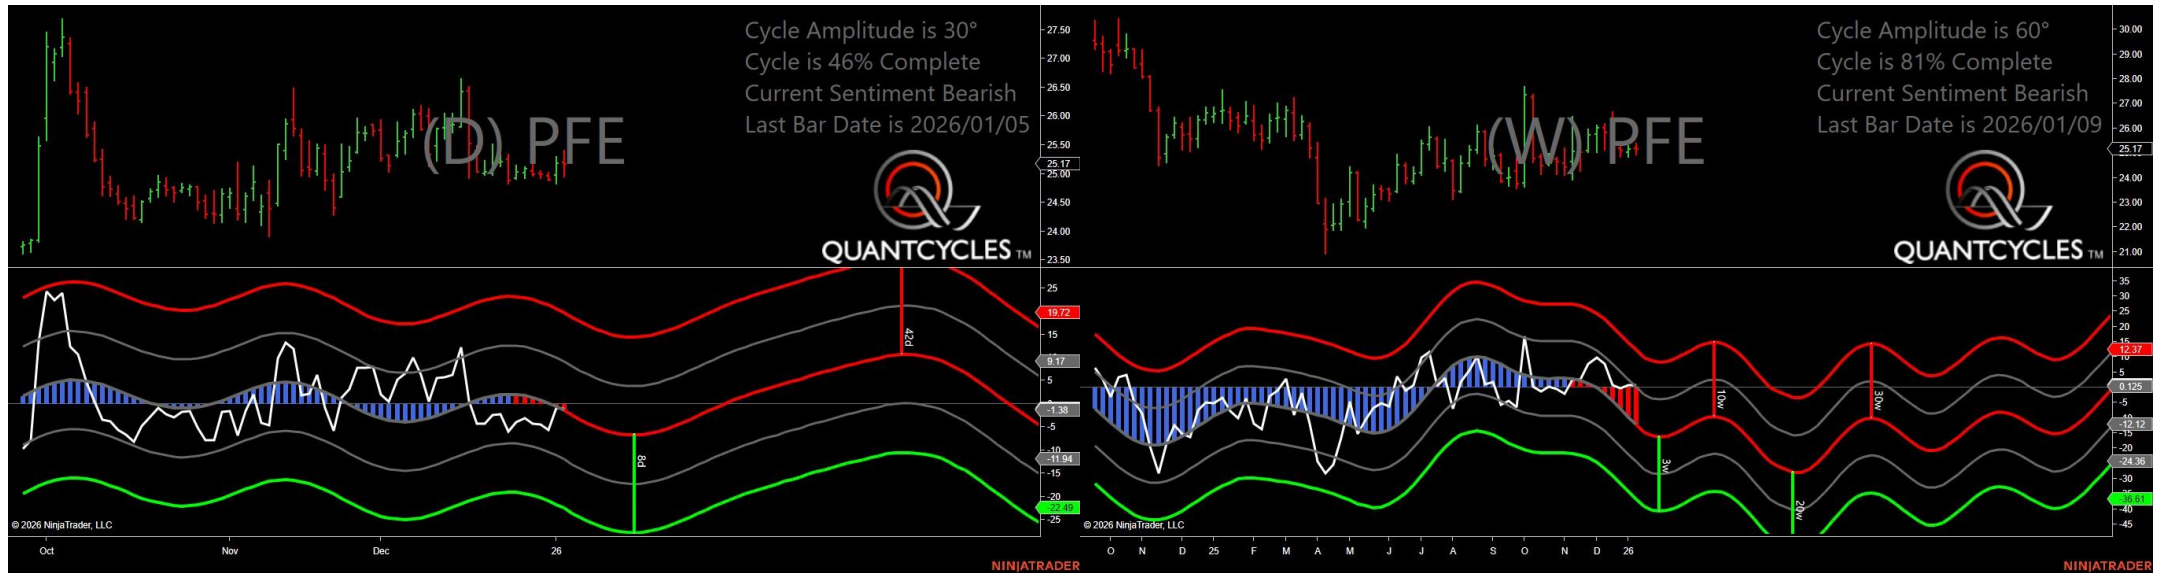 Cycle Amplitude is 30°
Cycle is 46% Complete
Current Sentiment Bearish
Last Bar Date is 2026/01/05
(D) PFE
QUANTCYCLES TM
27.50
27.00
26.50
26.00
25.50
25.17
25.00
24.50
24.00
23.50
25
19.72
15
9.17
5
-1.38
-5
-10
-11.94
-15
-20
-22.49
-25
42d
8d
© 2026 NinjaTrader, LLC
Oct Nov Dec 26
NINJATRADER
Cycle Amplitude is 60°
Cycle is 81% Complete
Current Sentiment Bearish
Last Bar Date is 2026/01/09
(W) PFE
QUANTCYCLES TM
30.00
29.00
28.00
27.00
26.00
25.17
24.00
23.00
22.00
21.00
35
30
25
20
15
12.37
5
0.125
-5
-12.12
-15
-20
-24.36
-30
-36.61
-40
-45
10w
30w
3w
20w
© 2026 NinjaTrader, LLC
O N D 25 F M A M J J A S O N D 26
NINJATRADER